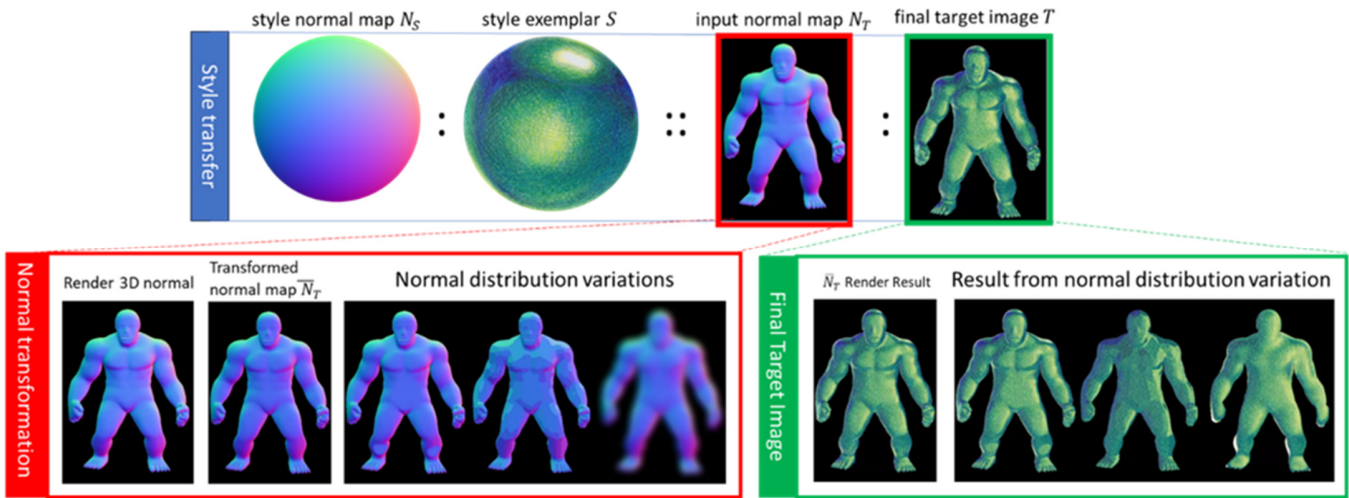 style normal map N_S
style exemplar S
input normal map N_T
final target image T
Style transfer
:
::
:
Normal transformation
Render 3D normal
Transformed
normal map N̅_T
Normal distribution variations
Final Target Image
N̅_T Render Result
Result from normal distribution variation